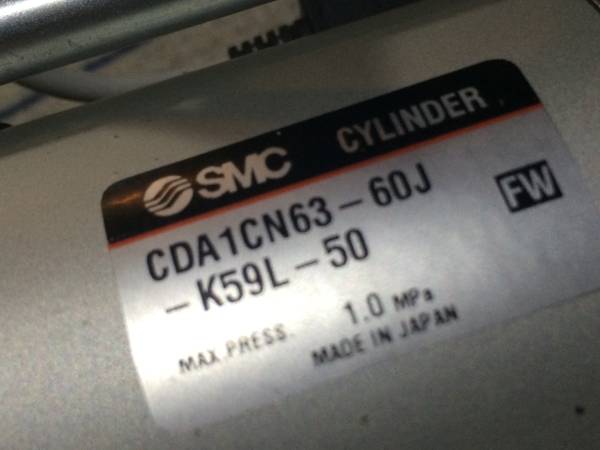 SMC CYLINDER
CDA1CN63-60J
-K59L-50
FW
MAX.PRESS. 1.0 MPa
MADE IN JAPAN